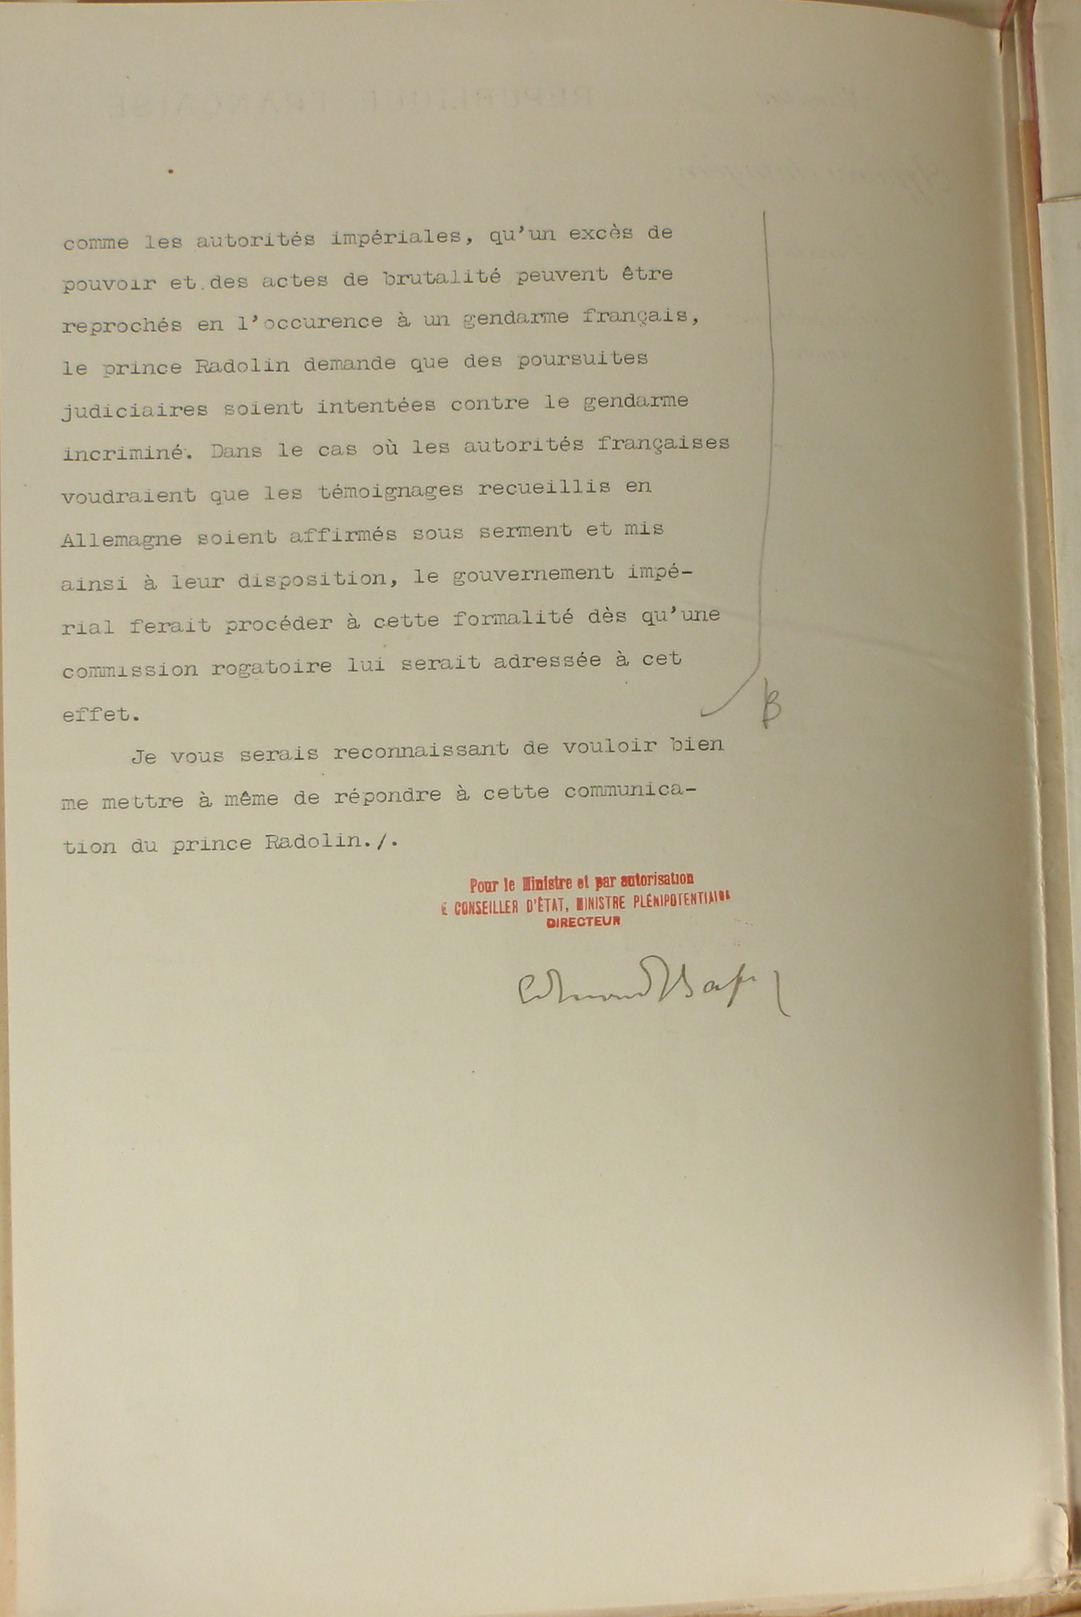 comme les autorités impériales, qu'un excès de
pouvoir et des actes de brutalité peuvent être
reprochés en l'occurence à un gendarme français,
le prince Radolin demande que des poursuites
judiciaires soient intentées contre le gendarme
incriminé. Dans le cas où les autorités françaises
voudraient que les témoignages recueillis en
Allemagne soient affirmés sous serment et mis
ainsi à leur disposition, le gouvernement impé-
rial ferait procéder à cette formalité dès qu'une
commission rogatoire lui serait adressée à cet
effet.
B
Je vous serais reconnaissant de vouloir bien
me mettre à même de répondre à cette communica-
tion du prince Radolin./.
Pour le Ministre et par autorisation
E CONSEILLER D'ÉTAT, MINISTRE PLÉNIPOTENTIAIRE
DIRECTEUR